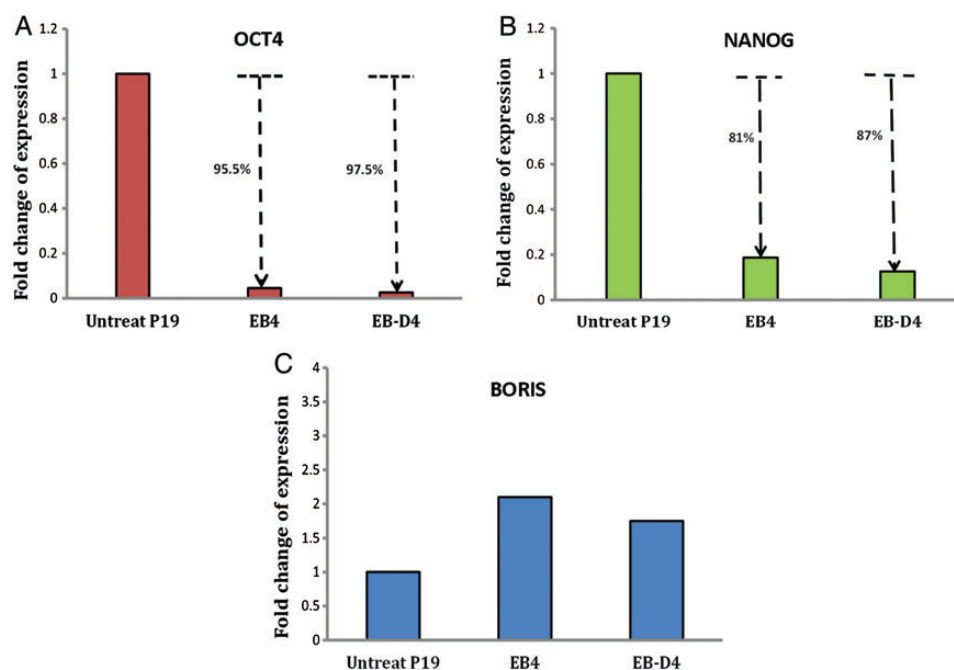 A
OCT4
Fold change of expression
1.2
1
0.8
0.6
0.4
0.2
0
95.5%
97.5%
Untreat P19 EB4 EB-D4
B
NANOG
Fold change of expression
1.2
1
0.8
0.6
0.4
0.2
0
81%
87%
Untreat P19 EB4 EB-D4
C
BORIS
Fold change of expression
4
3.5
3
2.5
2
1.5
1
0.5
0
Untreat P19 EB4 EB-D4